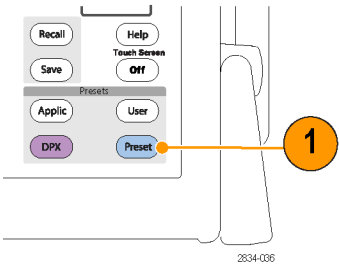 Recall Help
Touch Screen
Save Off
Presets
Applic User
DPX Preset
1
2834-036